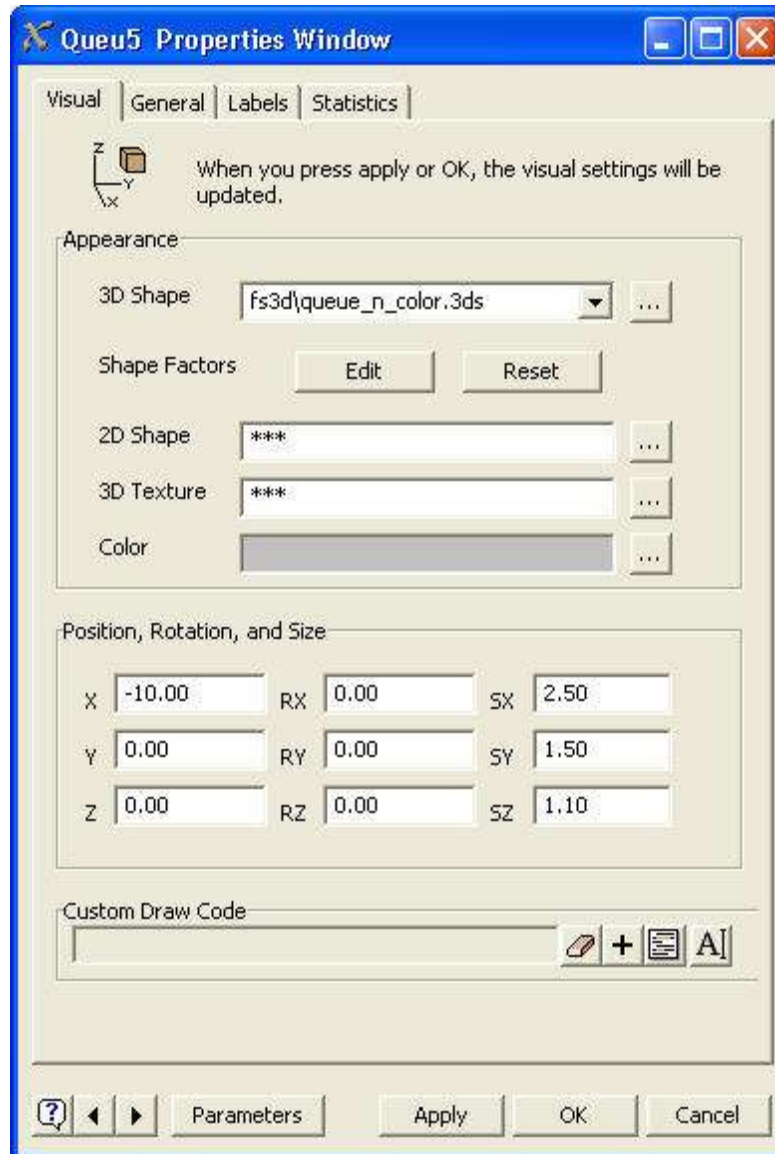 Queu5 Properties Window
Visual General Labels Statistics
Z
Y
X
When you press apply or OK, the visual settings will be
updated.
Appearance
3D Shape fs3d\queue_n_color.3ds ...
Shape Factors Edit Reset
2D Shape *** ...
3D Texture *** ...
Color ...
Position, Rotation, and Size
X -10.00 RX 0.00 SX 2.50
Y 0.00 RY 0.00 SY 1.50
Z 0.00 RZ 0.00 SZ 1.10
Custom Draw Code
+ A
? Parameters Apply OK Cancel